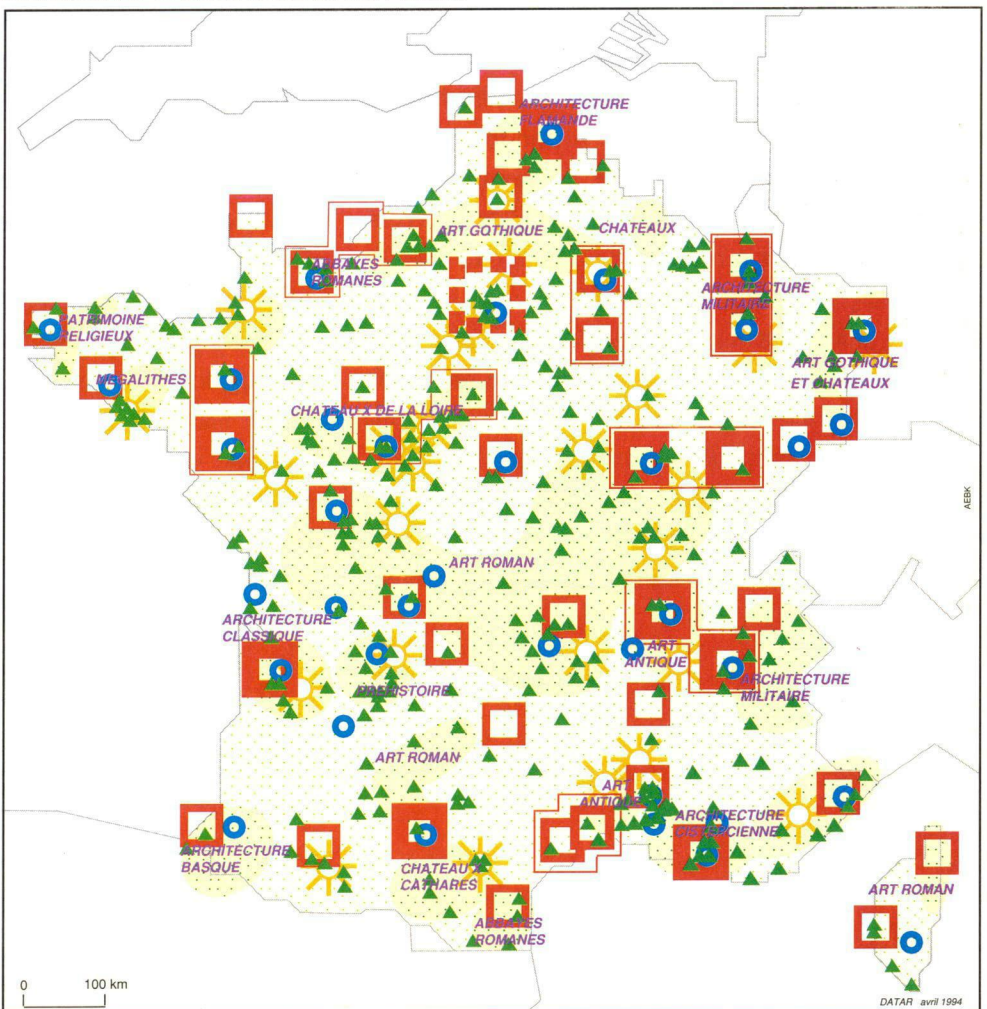 ARCHITECTURE
FLAMANDE
ART GOTHIQUE
CHATEAUX
ABBAYES
ROMANES
ARCHITECTURE
MILITAIRE
PATRIMOINE
RELIGIEUX
ART GOTHIQUE
ET CHATEAUX
MEGALITHES
CHATEAUX DE LA LOIRE
AEBK
ART ROMAN
ARCHITECTURE
CLASSIQUE
ART
ANTIQUE
ARCHITECTURE
MILITAIRE
PREHISTOIRE
ART ROMAN
ART
ANTIQUE
ARCHITECTURE
CISTERCIENNE
ARCHITECTURE
BASQUE
CHATEAUX
CATHARES
ART ROMAN
ABBAYES
ROMANES
0 100 km
DATAR avril 1994